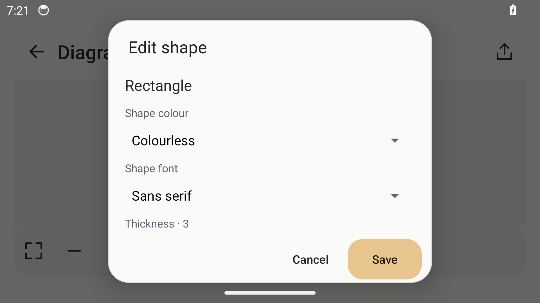 7:21
Diagra
Edit shape
Rectangle
Shape colour
Colourless
Shape font
Sans serif
Thickness · 3
Cancel
Save